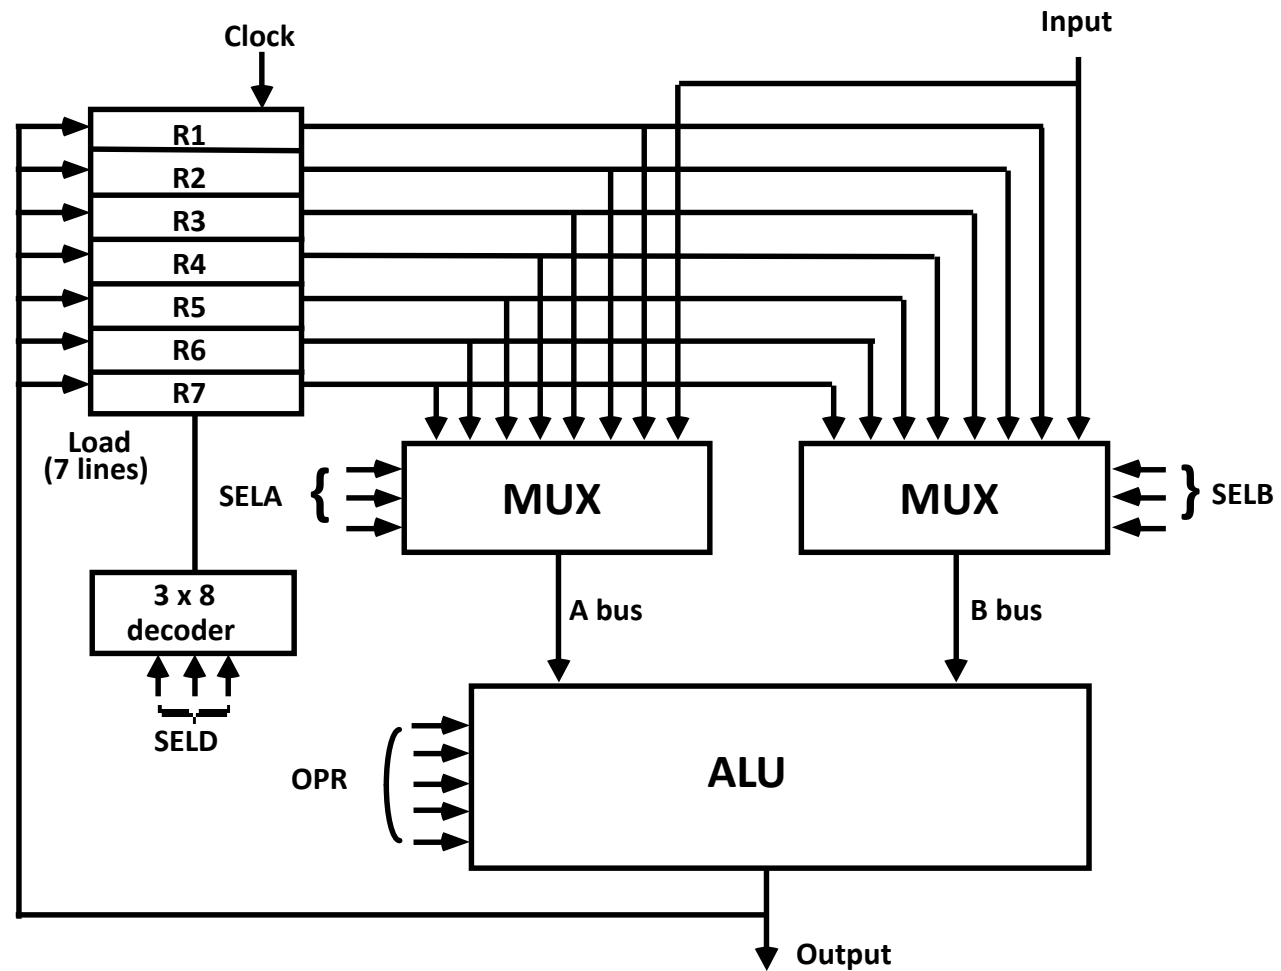 Clock
Input
R1
R2
R3
R4
R5
R6
R7
Load
(7 lines)
SELA {
MUX
MUX
} SELB
3 x 8
decoder
A bus
B bus
SELD
OPR
ALU
Output